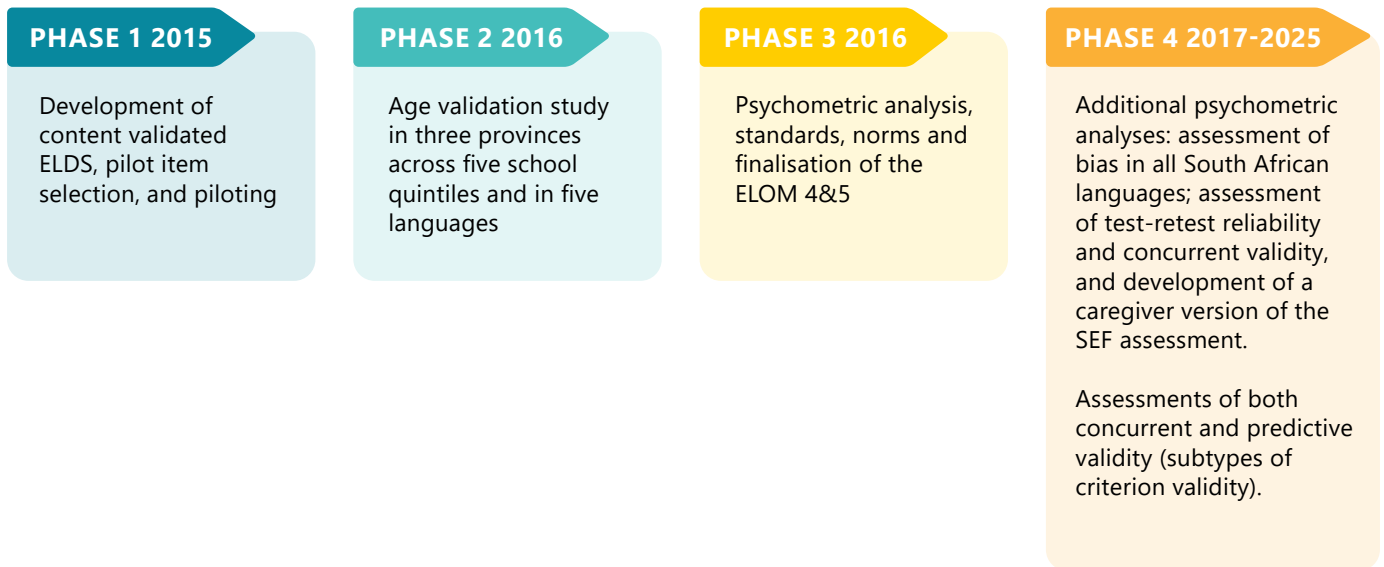 PHASE 1 2015
Development of
content validated
ELDS, pilot item
selection, and piloting
PHASE 2 2016
Age validation study
in three provinces
across five school
quintiles and in five
languages
PHASE 3 2016
Psychometric analysis,
standards, norms and
finalisation of the
ELOM 4&5
PHASE 4 2017-2025
Additional psychometric
analyses: assessment of
bias in all South African
languages; assessment
of test-retest reliability
and concurrent validity,
and development of a
caregiver version of the
SEF assessment.
Assessments of both
concurrent and predictive
validity (subtypes of
criterion validity).